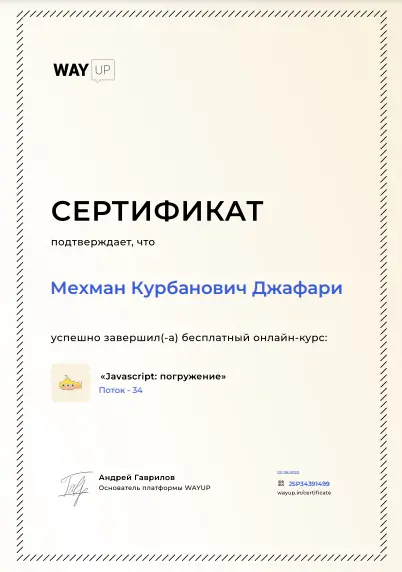 WAY UP
СЕРТИФИКАТ
подтверждает, что
Мехман Курбанович Джафари
успешно завершил(-а) бесплатный онлайн-курс:
«Javascript: погружение»
Поток - 34
Андрей Гаврилов
Основатель платформы WAYUP
JSP34391499
wayup.in/certificate